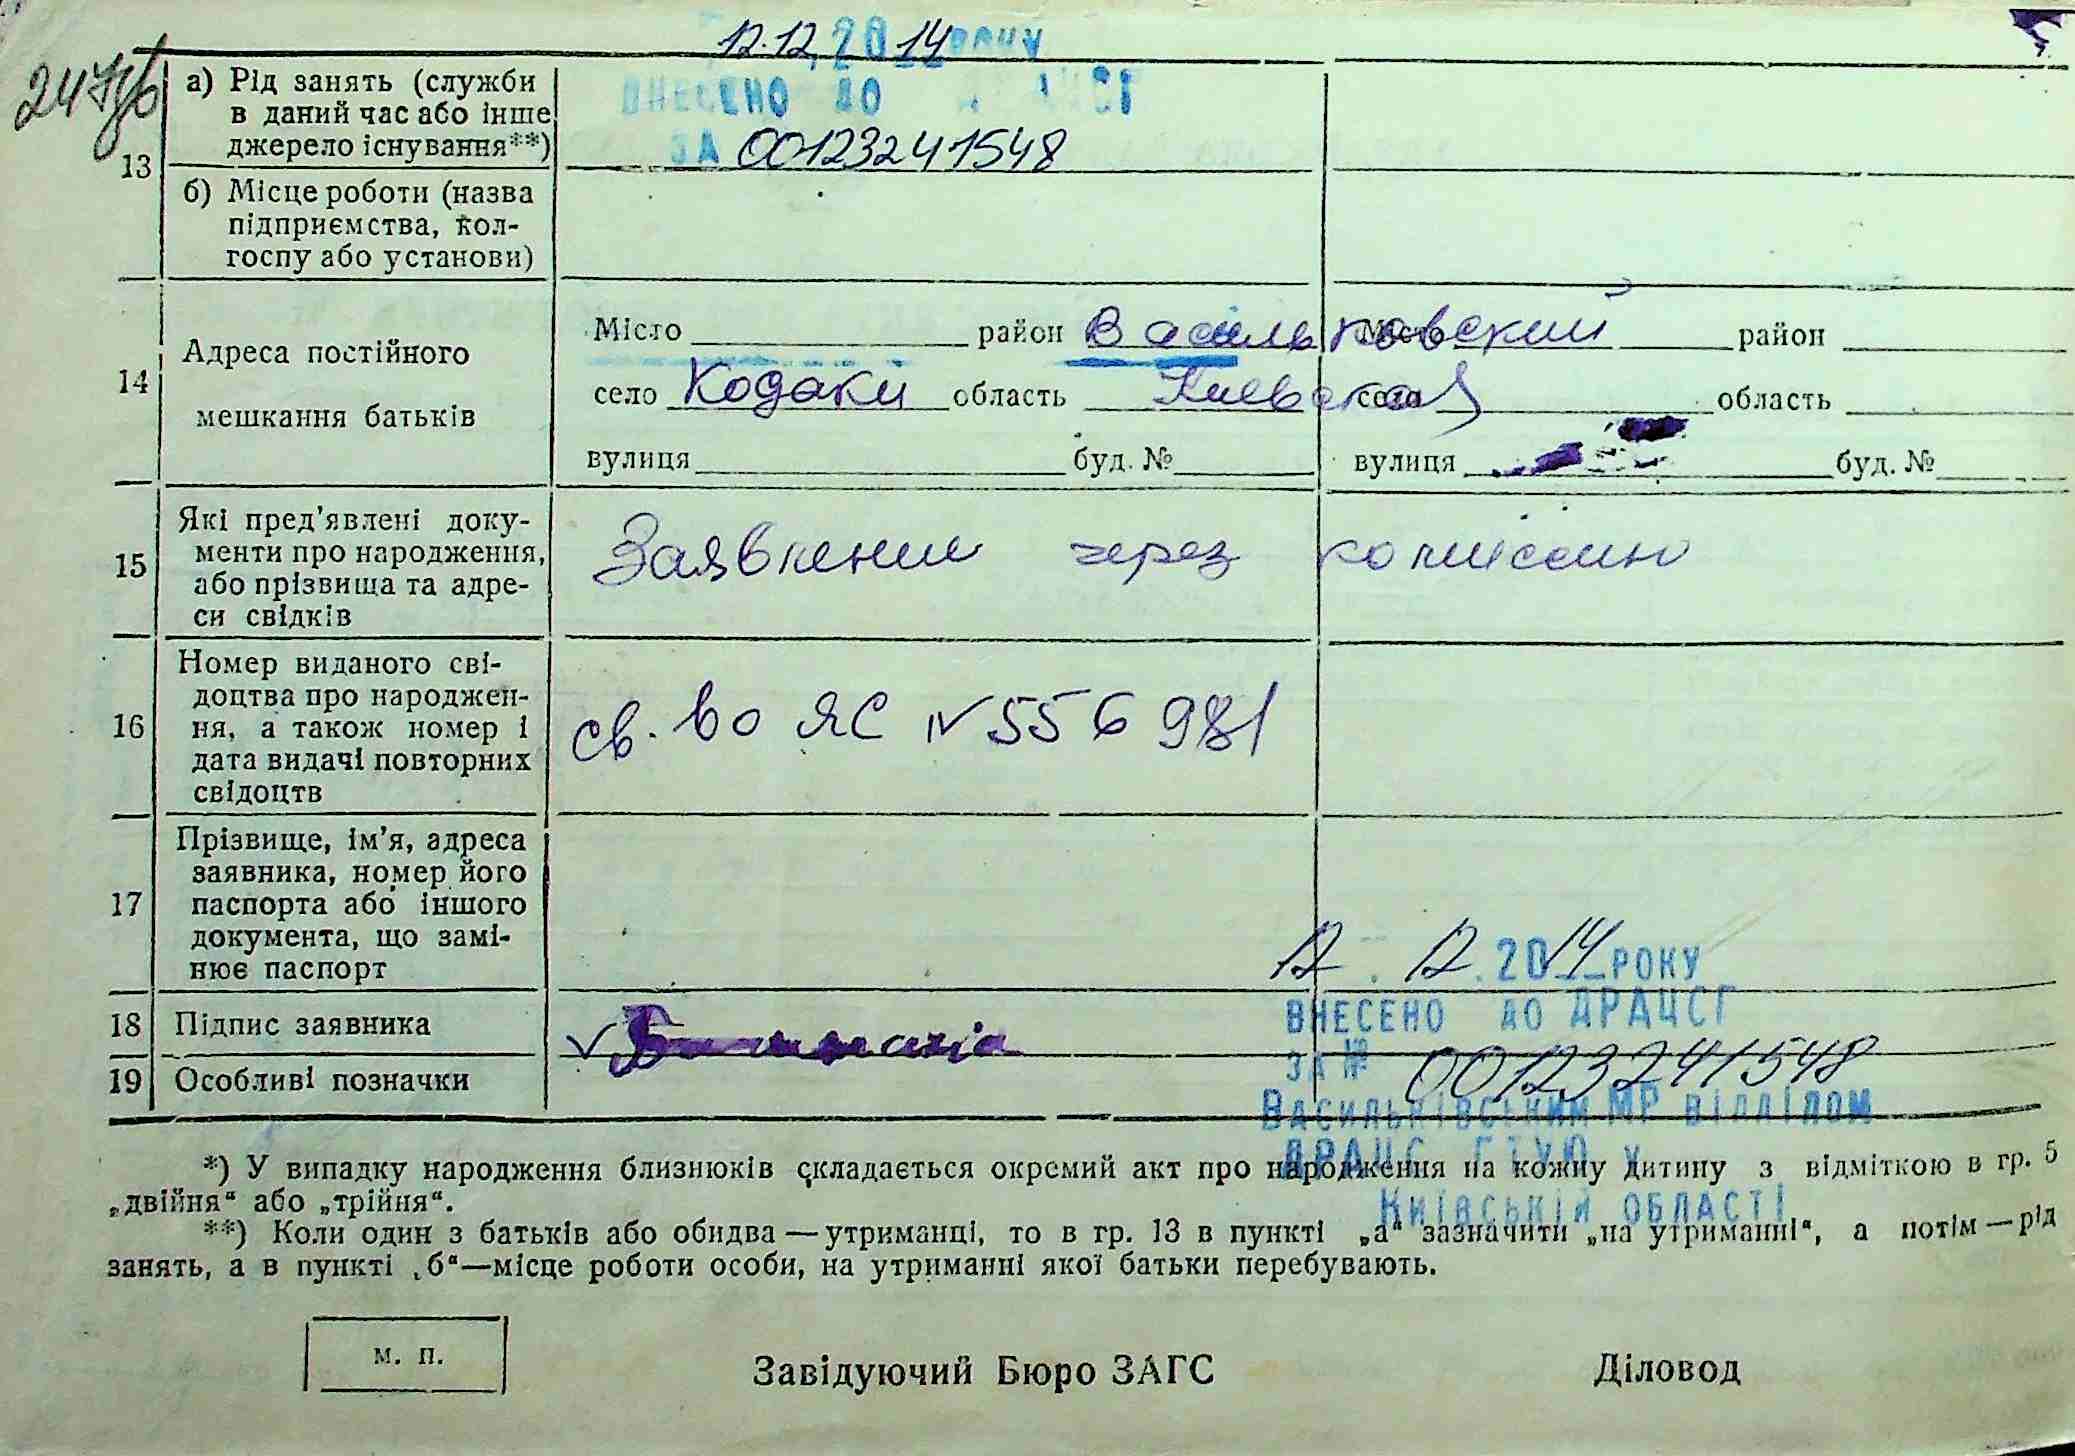 12.12.2014 РОКУ
ВНЕСЕНО ДО
ЗА 00123241548
13
а) Рід занять (служби
в даний час або інше
джерело існування**)
б) Місце роботи (назва
підприємства, кол-
госпу або установи)
14
Адреса постійного
мешкання батьків
Місто район Васильковский Місто район
село Кодаки область Киевская село область
вулиця буд. № вулиця буд. №
15
Які пред'явлені доку-
менти про народження,
або прізвища та адре-
си свідків
Заявление через комиссию
16
Номер виданого сві-
доцтва про народжен-
ня, а також номер і
дата видачі повторних
свідоцтв
св. во ЯС № 556981
17
Прізвище, ім'я, адреса
заявника, номер його
паспорта або іншого
документа, що замі-
нює паспорт
12.12.2014 РОКУ
ВНЕСЕНО ДО ДРАЦСГ
ЗА № 00123241548
ВАСИЛЬКІВСЬКИМ МР ВІДДІЛОМ
ДРАЦС ГТУЮ У
КИЇВСЬКІЙ ОБЛАСТІ
18 Підпис заявника
19 Особливі позначки
*) У випадку народження близнюків складається окремий акт про народження на кожну дитину з відміткою в гр. 5
„двійня“ або „трійня“.
**) Коли один з батьків або обидва — утриманці, то в гр. 13 в пункті „а“ зазначити „на утриманні“, а потім — рід
занять, а в пункті „б“—місце роботи особи, на утриманні якої батьки перебувають.
м. п.
Завідуючий Бюро ЗАГС
Діловод